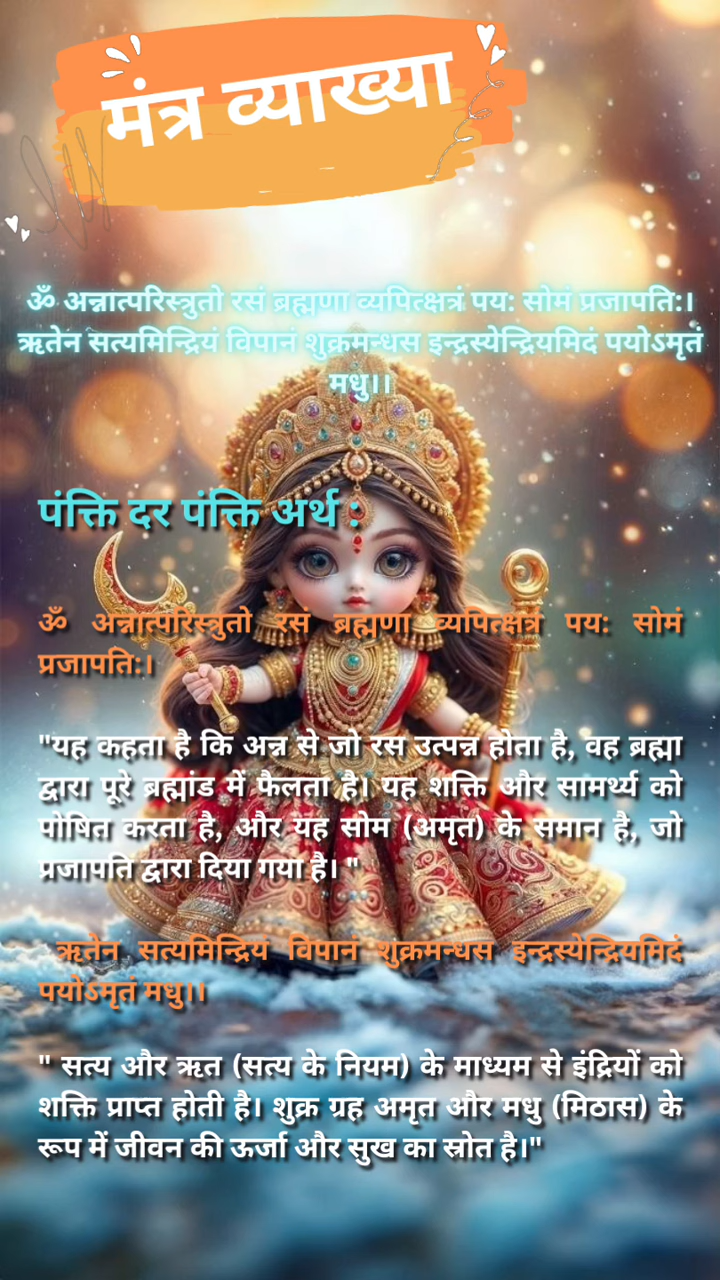 मंत्र व्याख्या
ॐ अन्नात्परिस्त्रुतो रसं ब्रह्मणा व्यपित्क्षत्रं पय: सोमं प्रजापति:।
ऋतेन सत्यमिन्द्रियं विपानं शुक्रमन्धस इन्द्रस्येन्द्रियमिदं पयोऽमृतं
मधु।।
पंक्ति दर पंक्ति अर्थ :
ॐ अन्नात्परिस्त्रुतो रसं ब्रह्मणा व्यपित्क्षत्रं पय: सोमं
प्रजापति:।
"यह कहता है कि अन्न से जो रस उत्पन्न होता है, वह ब्रह्मा
द्वारा पूरे ब्रह्मांड में फैलता है। यह शक्ति और सामर्थ्य को
पोषित करता है, और यह सोम (अमृत) के समान है, जो
प्रजापति द्वारा दिया गया है। "
ऋतेन सत्यमिन्द्रियं विपानं शुक्रमन्धस इन्द्रस्येन्द्रियमिदं
पयोऽमृतं मधु।।
" सत्य और ऋत (सत्य के नियम) के माध्यम से इंद्रियों को
शक्ति प्राप्त होती है। शुक्र ग्रह अमृत और मधु (मिठास) के
रूप में जीवन की ऊर्जा और सुख का स्रोत है।"